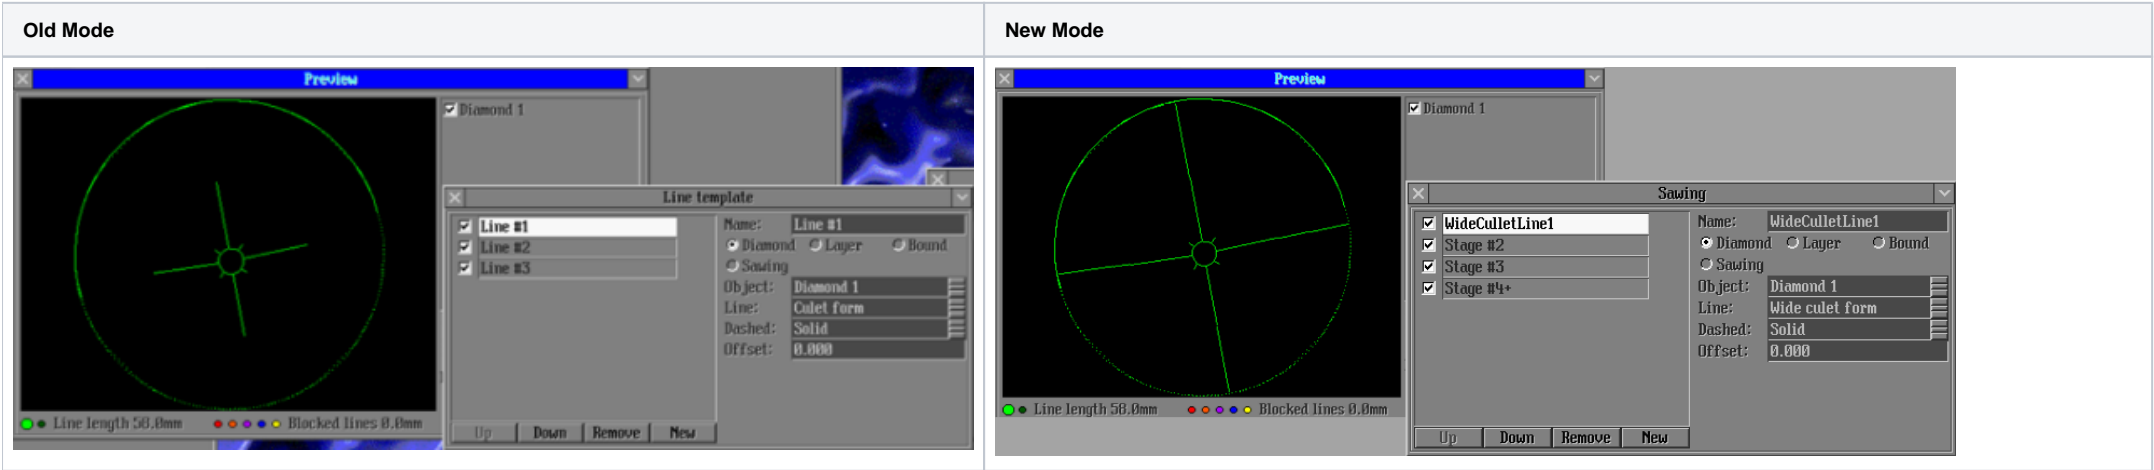 Old Mode
New Mode
Preview
Diamond 1
Line template
Line #1
Line #2
Line #3
Name: Line #1
Diamond Layer Bound
Sawing
Object: Diamond 1
Line: Culet form
Dashed: Solid
Offset: 0.000
Line length 58.0mm
Blocked lines 0.0mm
Up Down Remove New
Preview
Diamond 1
Sawing
WideCulletLine1
Stage #2
Stage #3
Stage #4+
Name: WideCulletLine1
Diamond Layer Bound
Sawing
Object: Diamond 1
Line: Wide culet form
Dashed: Solid
Offset: 0.000
Line length 58.0mm
Blocked lines 0.0mm
Up Down Remove New